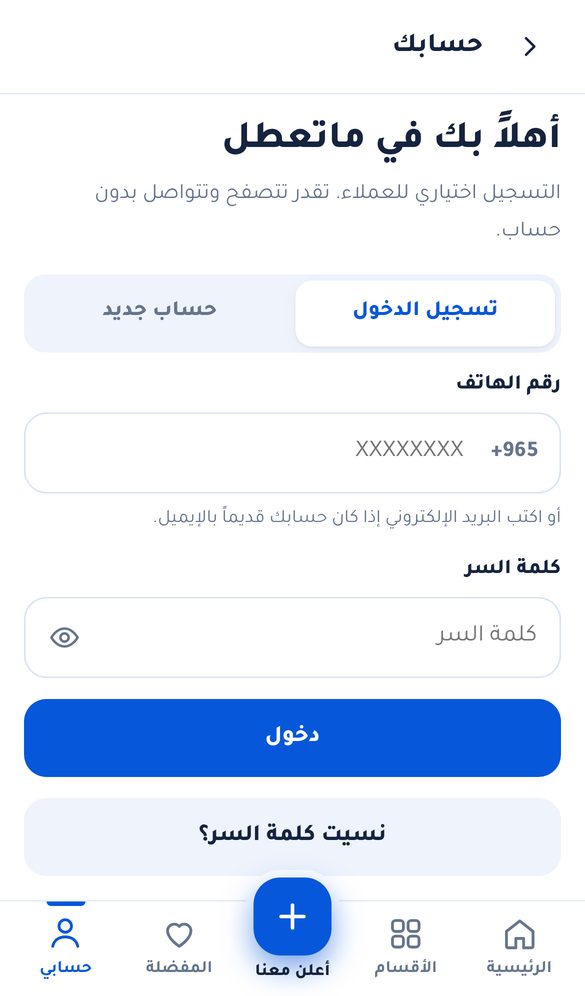 حسابك
أهلاً بك في ماتعطل
التسجيل اختياري للعملاء. تقدر تتصفح وتتواصل بدون
حساب.
تسجيل الدخول
حساب جديد
رقم الهاتف
+965 XXXXXXXX
أو اكتب البريد الإلكتروني إذا كان حسابك قديماً بالإيميل.
كلمة السر
كلمة السر
دخول
نسيت كلمة السر؟
الرئيسية
الأقسام
أعلن معنا
المفضلة
حسابي